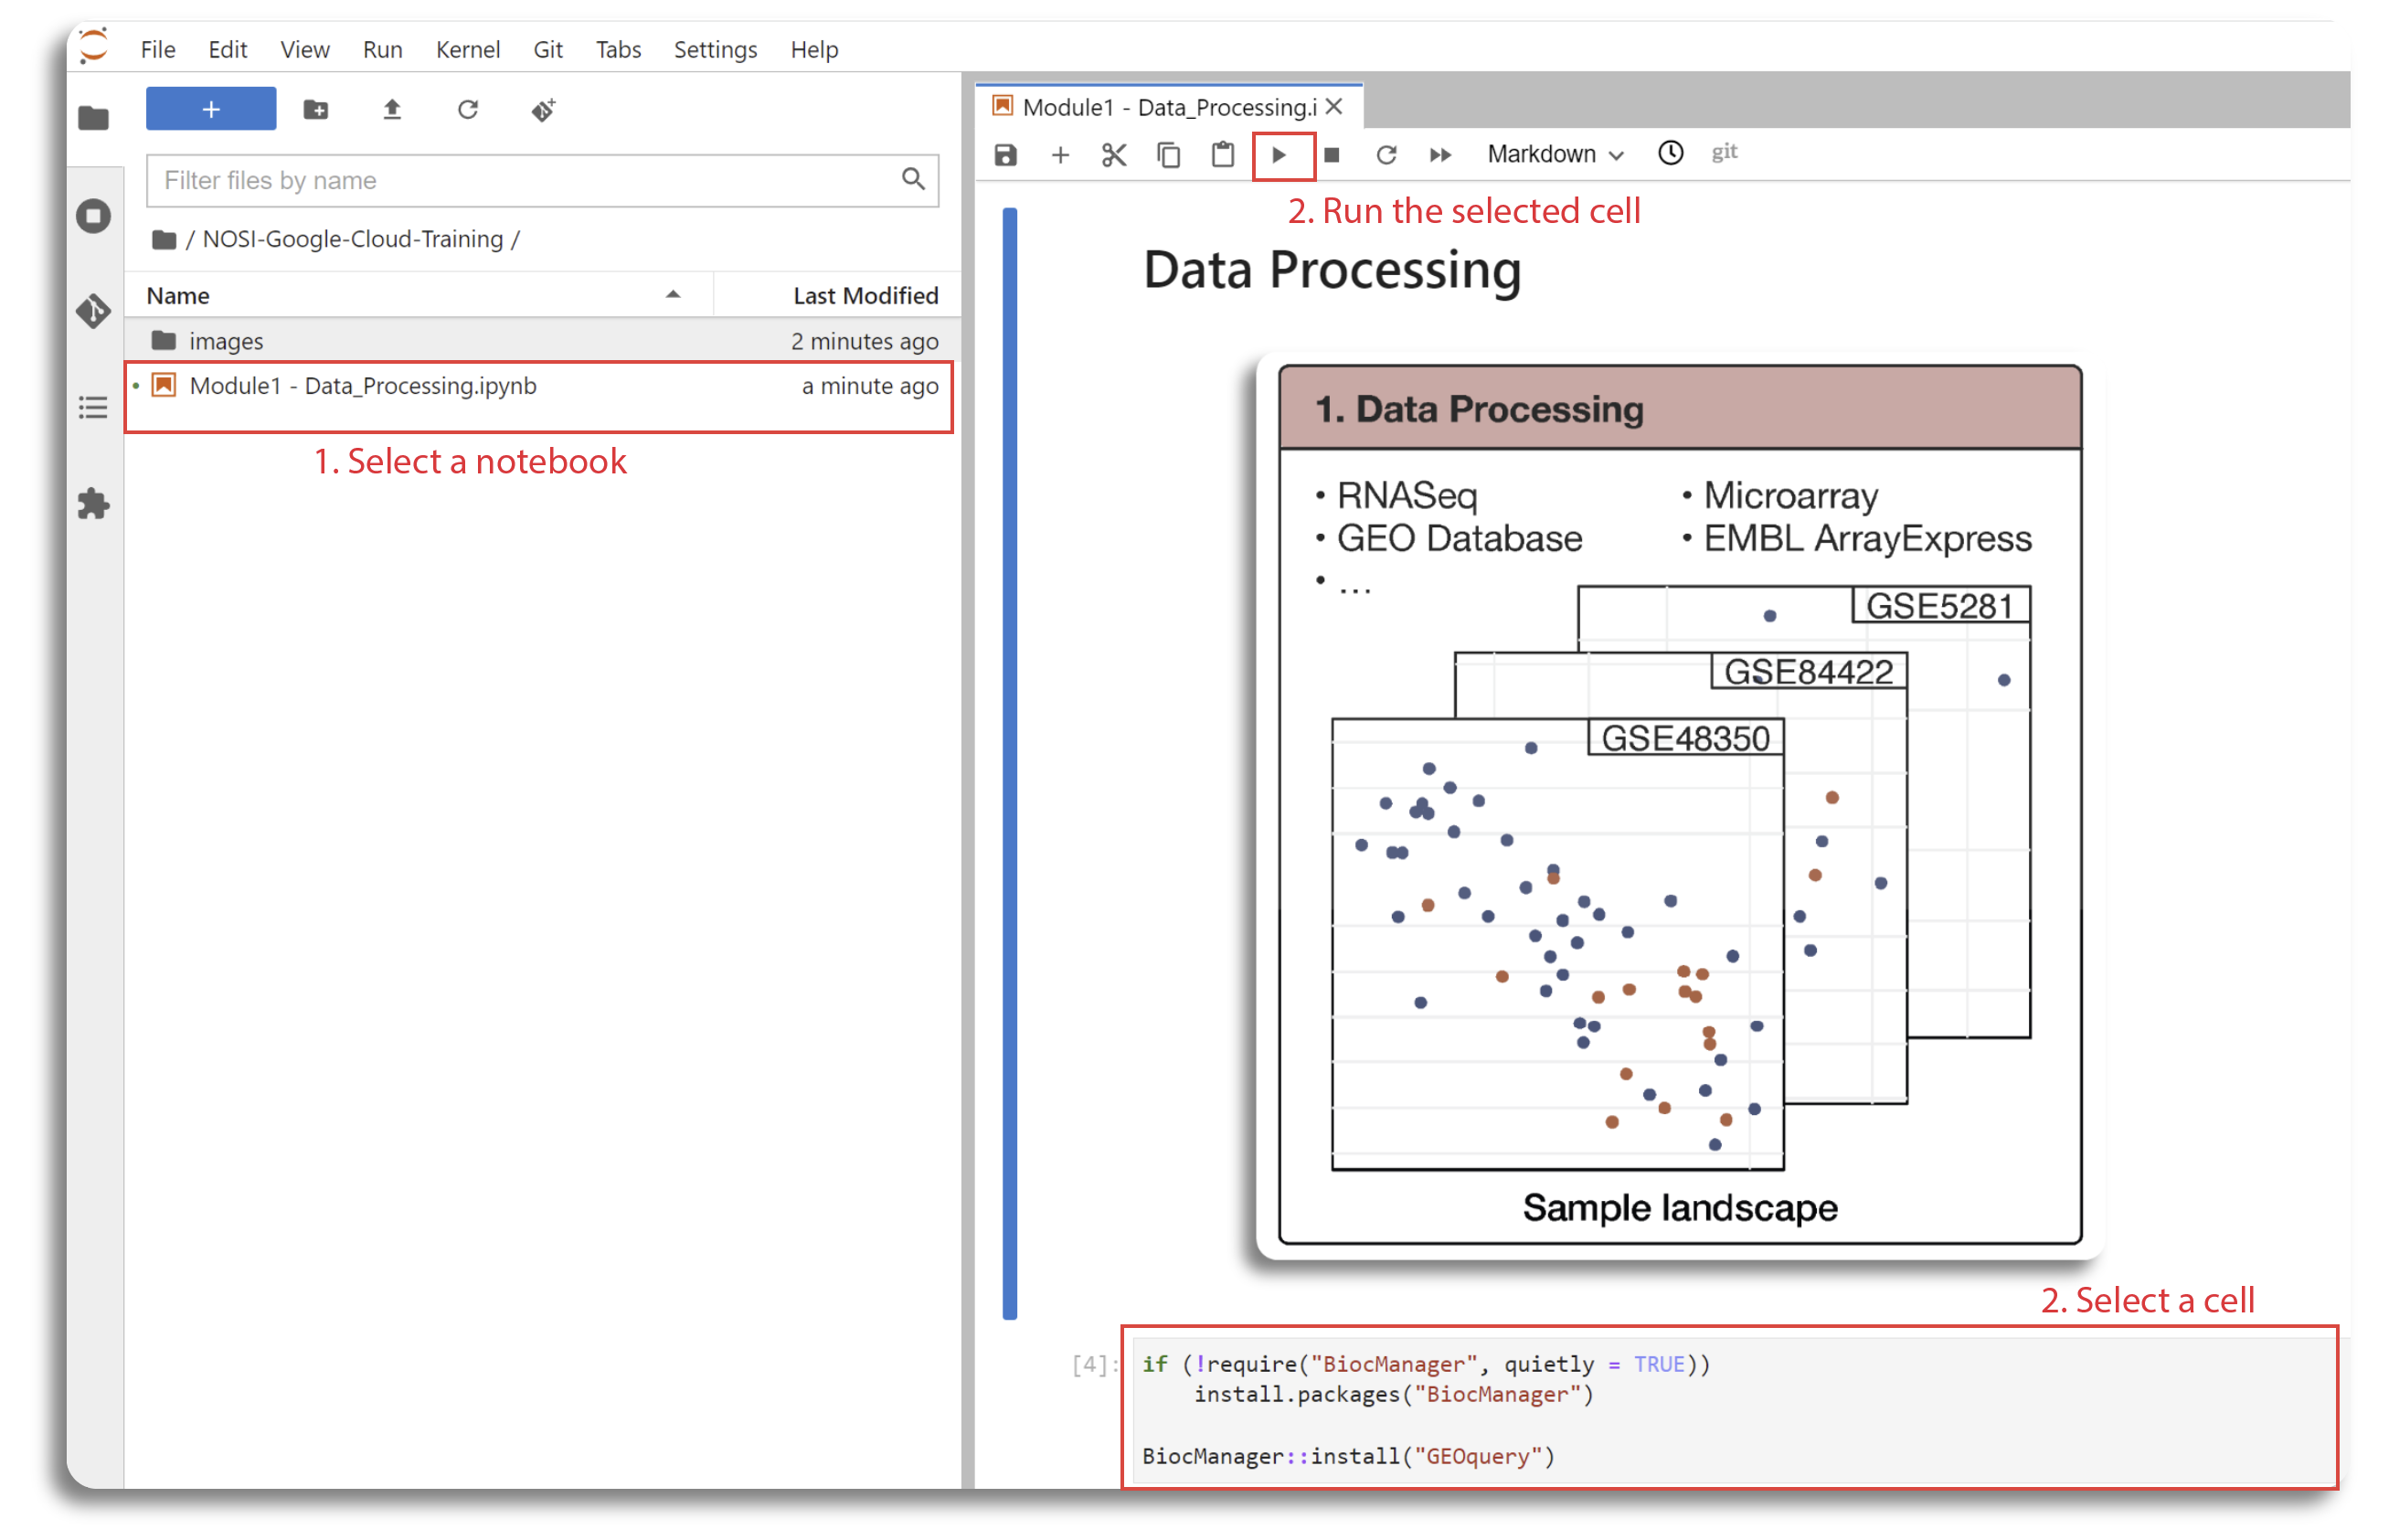 File Edit View Run Kernel Git Tabs Settings Help
+
Filter files by name
/ NOSI-Google-Cloud-Training /
Name Last Modified
images 2 minutes ago
Module1 - Data_Processing.ipynb a minute ago
1. Select a notebook
Module1 - Data_Processing.i
Markdown git
2. Run the selected cell
Data Processing
1. Data Processing
• RNASeq • Microarray
• GEO Database • EMBL ArrayExpress
• ...
GSE5281
GSE84422
GSE48350
Sample landscape
2. Select a cell
[4]: if (!require("BiocManager", quietly = TRUE))
    install.packages("BiocManager")
BiocManager::install("GEOquery")